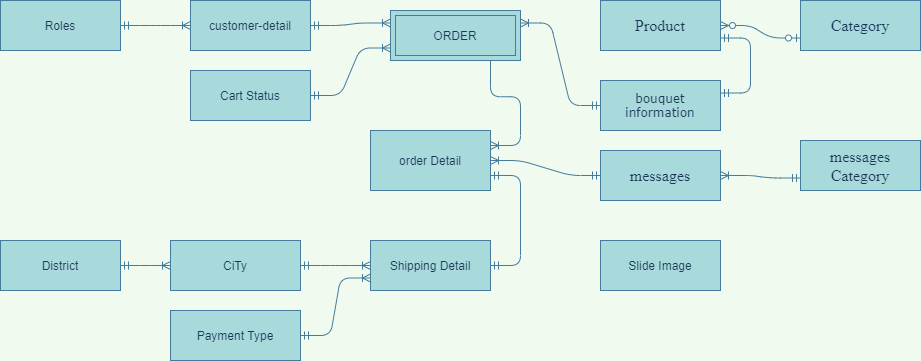 Roles
customer-detail
ORDER
Product
Category
Cart Status
bouquet
information
order Detail
messages
messages
Category
District
CiTy
Shipping Detail
Slide Image
Payment Type